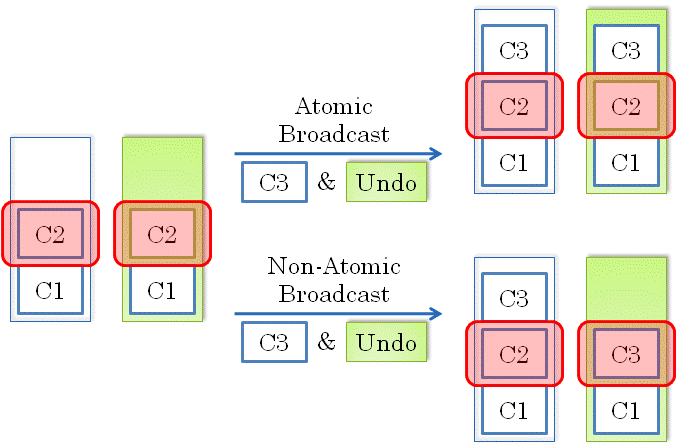 C3 C3
C2 C2
C1 C1
Atomic
Broadcast
C3 & Undo
C2 C2
C1 C1
Non-Atomic
Broadcast
C3 & Undo
C3
C2 C3
C1 C1